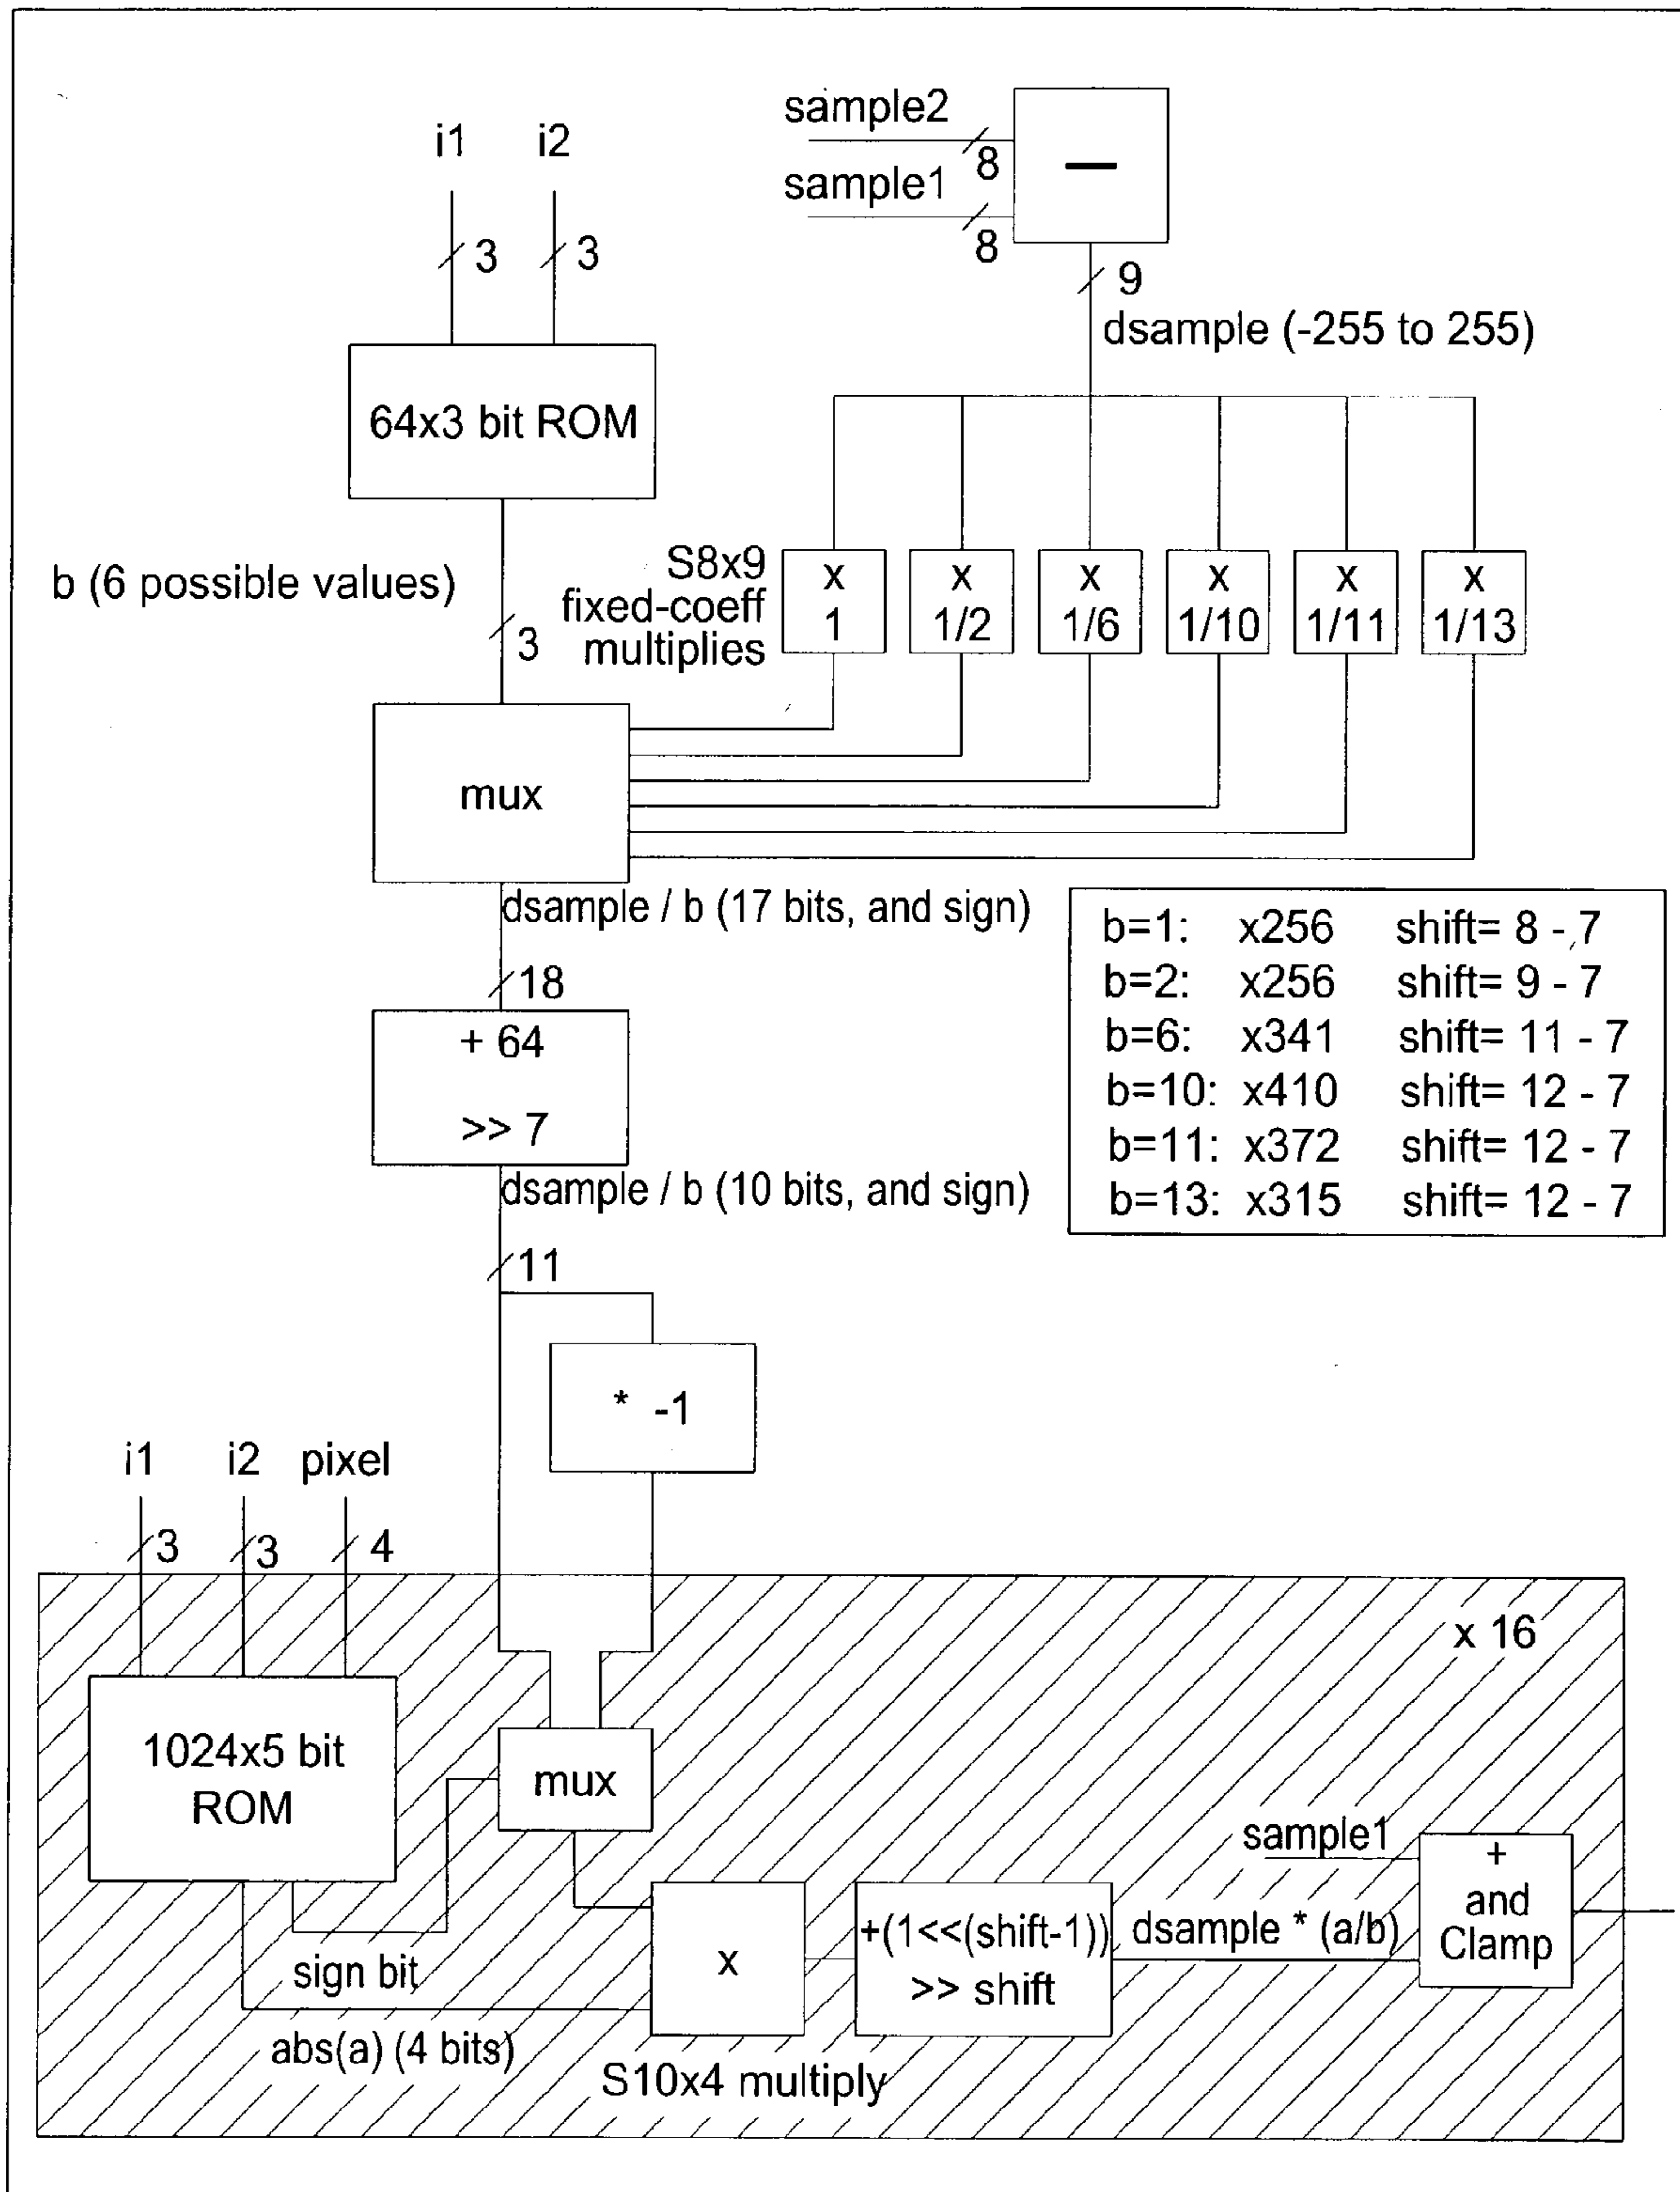 sample2
8
sample1
8
—
i1 i2
3 3
9
dsample (-255 to 255)
64x3 bit ROM
b (6 possible values)
3
S8x9
fixed-coeff
multiplies
x 1
x 1/2
x 1/6
x 1/10
x 1/11
x 1/13
mux
dsample / b (17 bits, and sign)
18
b=1: x256 shift= 8 - 7
b=2: x256 shift= 9 - 7
b=6: x341 shift= 11 - 7
b=10: x410 shift= 12 - 7
b=11: x372 shift= 12 - 7
b=13: x315 shift= 12 - 7
+ 64
>> 7
dsample / b (10 bits, and sign)
11
* -1
i1 i2 pixel
3 3 4
x 16
1024x5 bit
ROM
mux
sample1
+
and
Clamp
+(1<<(shift-1))
>> shift
dsample * (a/b)
x
sign bit
abs(a) (4 bits)
S10x4 multiply